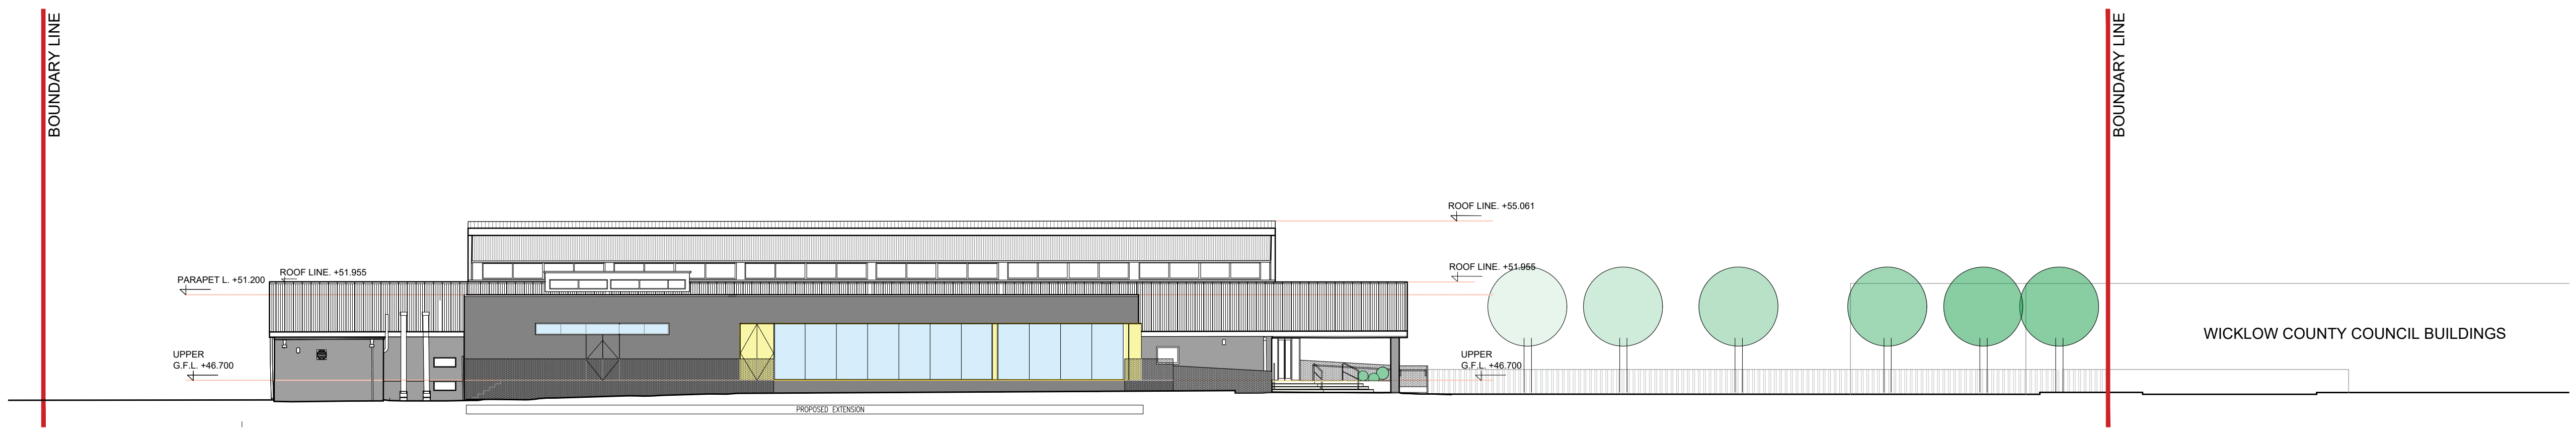 BOUNDARY LINE
BOUNDARY LINE
ROOF LINE. +55.061
ROOF LINE. +51.955
PARAPET L. +51.200
ROOF LINE. +51.955
UPPER
G.F.L. +46.700
UPPER
G.F.L. +46.700
WICKLOW COUNTY COUNCIL BUILDINGS
PROPOSED EXTENSION